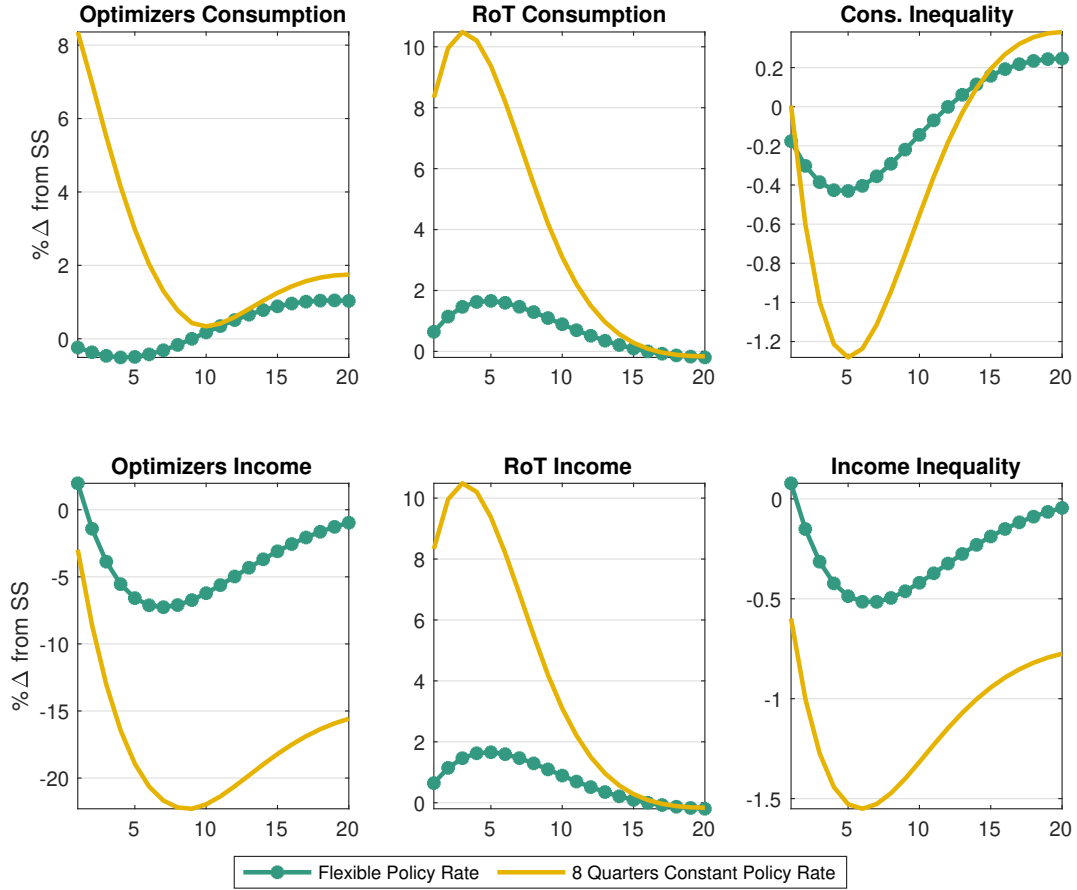 Optimizers Consumption
% Δ from SS
8
6
4
2
0
5 10 15 20
RoT Consumption
10
8
6
4
2
0
5 10 15 20
Cons. Inequality
0.2
0
-0.2
-0.4
-0.6
-0.8
-1
-1.2
5 10 15 20
Optimizers Income
% Δ from SS
0
-5
-10
-15
-20
5 10 15 20
RoT Income
10
8
6
4
2
0
5 10 15 20
Income Inequality
0
-0.5
-1
-1.5
5 10 15 20
Flexible Policy Rate 8 Quarters Constant Policy Rate